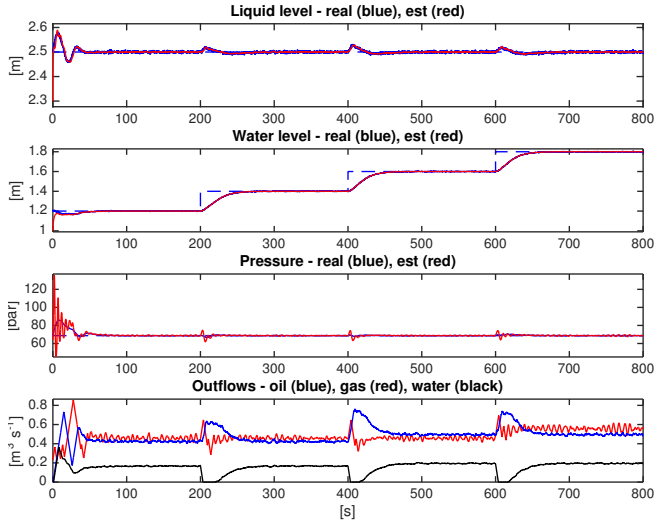 Liquid level - real (blue), est (red)
2.6
2.5
2.4
2.3
[m]
0 100 200 300 400 500 600 700 800
Water level - real (blue), est (red)
1.8
1.6
1.4
1.2
1
[m]
0 100 200 300 400 500 600 700 800
Pressure - real (blue), est (red)
120
100
80
60
[bar]
0 100 200 300 400 500 600 700 800
Outflows - oil (blue), gas (red), water (black)
0.8
0.6
0.4
0.2
0
[m³ s⁻¹]
0 100 200 300 400 500 600 700 800
[s]